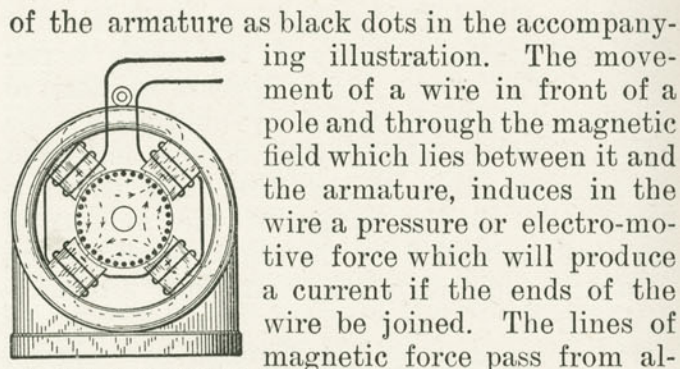 of the armature as black dots in the accompany-
ing illustration. The move-
ment of a wire in front of a
pole and through the magnetic
field which lies between it and
the armature, induces in the
wire a pressure or electro-mo-
tive force which will produce
a current if the ends of the
wire be joined. The lines of
magnetic force pass from al-